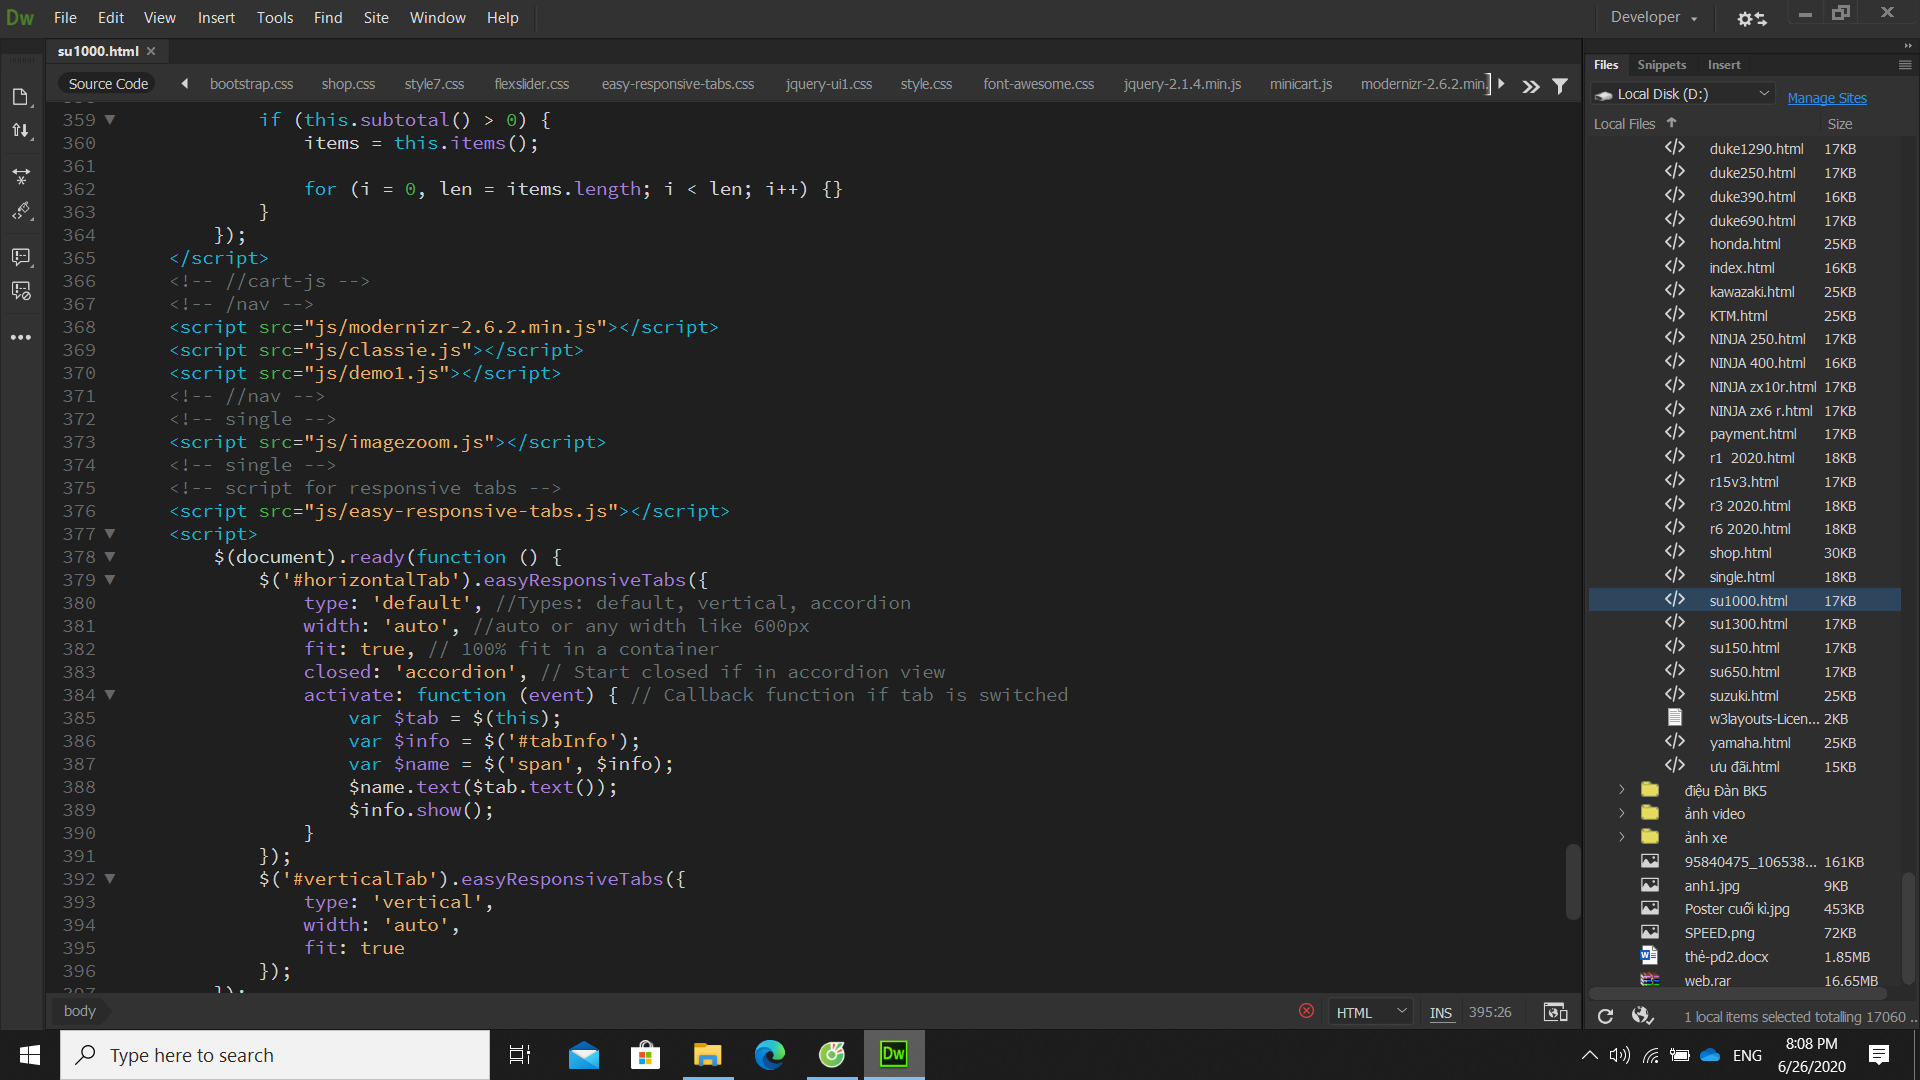 Dw File Edit View Insert Tools Find Site Window Help Developer
su1000.html
Source Code bootstrap.css shop.css style7.css flexslider.css easy-responsive-tabs.css jquery-ui1.css style.css font-awesome.css jquery-2.1.4.min.js minicart.js modernizr-2.6.2.min.
359 if (this.subtotal() > 0) {
360 items = this.items();
361
362 for (i = 0, len = items.length; i < len; i++) {}
363 }
364 });
365 </script>
366 <!-- //cart-js -->
367 <!-- /nav -->
368 <script src="js/modernizr-2.6.2.min.js"></script>
369 <script src="js/classie.js"></script>
370 <script src="js/demo1.js"></script>
371 <!-- //nav -->
372 <!-- single -->
373 <script src="js/imagezoom.js"></script>
374 <!-- single -->
375 <!-- script for responsive tabs -->
376 <script src="js/easy-responsive-tabs.js"></script>
377 <script>
378 $(document).ready(function () {
379 $('#horizontalTab').easyResponsiveTabs({
380 type: 'default', //Types: default, vertical, accordion
381 width: 'auto', //auto or any width like 600px
382 fit: true, // 100% fit in a container
383 closed: 'accordion', // Start closed if in accordion view
384 activate: function (event) { // Callback function if tab is switched
385 var $tab = $(this);
386 var $info = $('#tabInfo');
387 var $name = $('span', $info);
388 $name.text($tab.text());
389 $info.show();
390 }
391 });
392 $('#verticalTab').easyResponsiveTabs({
393 type: 'vertical',
394 width: 'auto',
395 fit: true
396 });
397 });
body HTML INS 395:26
Files Snippets Insert
Local Disk (D:) Manage Sites
Local Files Size
duke1290.html 17KB
duke250.html 17KB
duke390.html 16KB
duke690.html 17KB
honda.html 25KB
index.html 16KB
kawazaki.html 25KB
KTM.html 25KB
NINJA 250.html 17KB
NINJA 400.html 16KB
NINJA zx10r.html 17KB
NINJA zx6 r.html 17KB
payment.html 17KB
r1 2020.html 18KB
r15v3.html 17KB
r3 2020.html 18KB
r6 2020.html 18KB
shop.html 30KB
single.html 18KB
su1000.html 17KB
su1300.html 17KB
su150.html 17KB
su650.html 17KB
suzuki.html 25KB
w3layouts-Licen... 2KB
yamaha.html 25KB
ưu đãi.html 15KB
điệu Đàn BK5
ảnh video
ảnh xe
95840475_106538... 161KB
anh1.jpg 9KB
Poster cuối kì.jpg 453KB
SPEED.png 72KB
thẻ-pd2.docx 1.85MB
web.rar 16.65MB
1 local items selected totalling 17060 ..
Type here to search
Dw
ENG
8:08 PM
6/26/2020